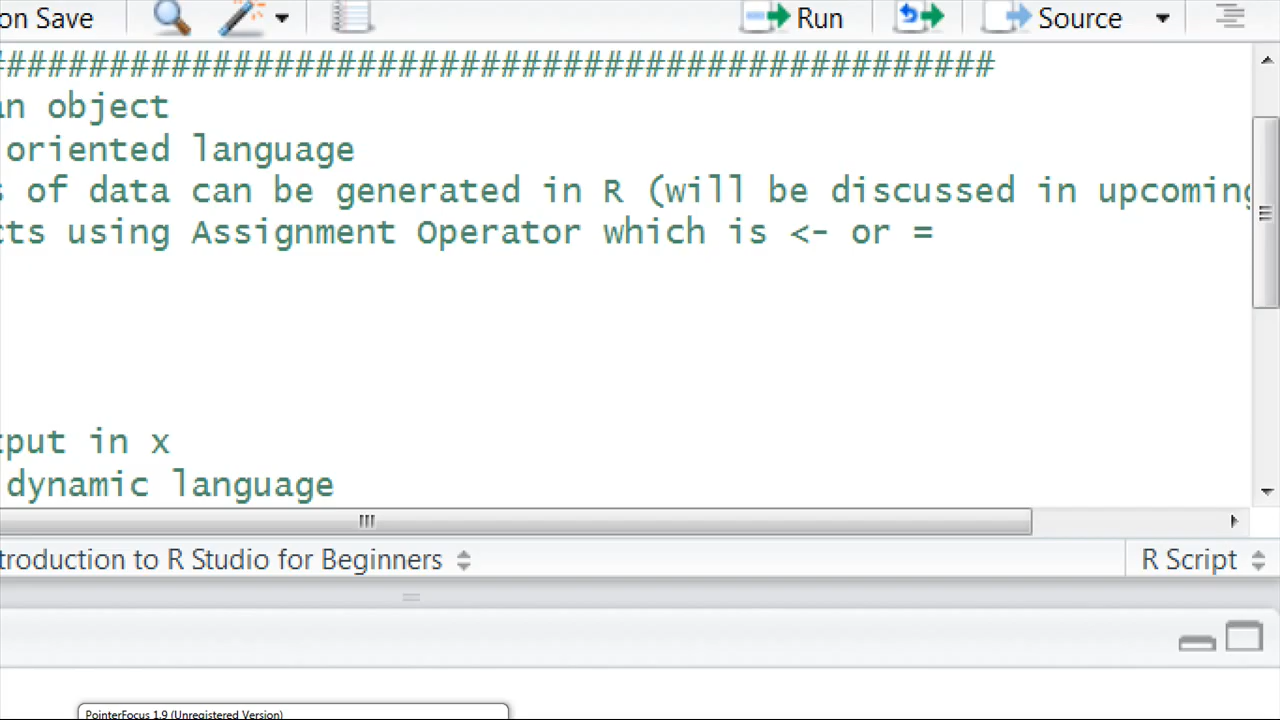 on Save Run Source
################################################
an object
oriented language
s of data can be generated in R (will be discussed in upcoming
cts using Assignment Operator which is <- or =
tput in x
dynamic language
troduction to R Studio for Beginners R Script
PointerFocus 1.9 (Unregistered Version)